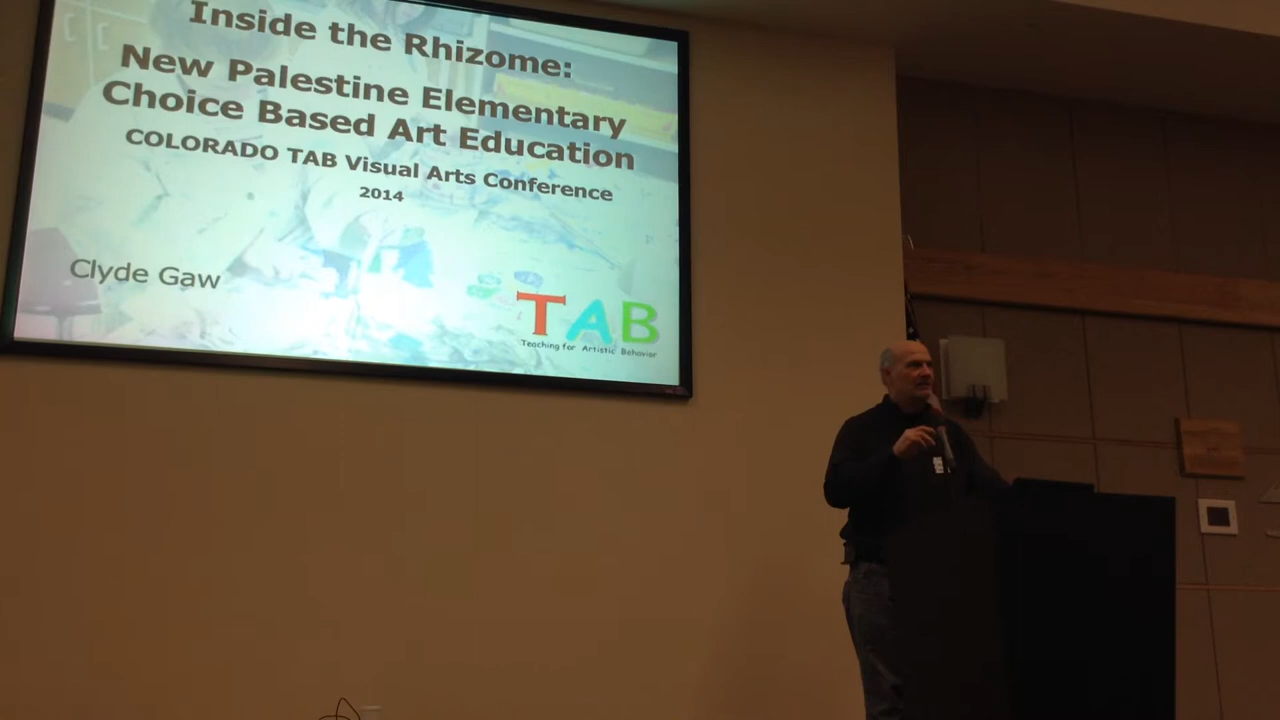 Inside the Rhizome:
New Palestine Elementary
Choice Based Art Education
COLORADO TAB Visual Arts Conference
2014
Clyde Gaw
TAB
Teaching for Artistic Behavior